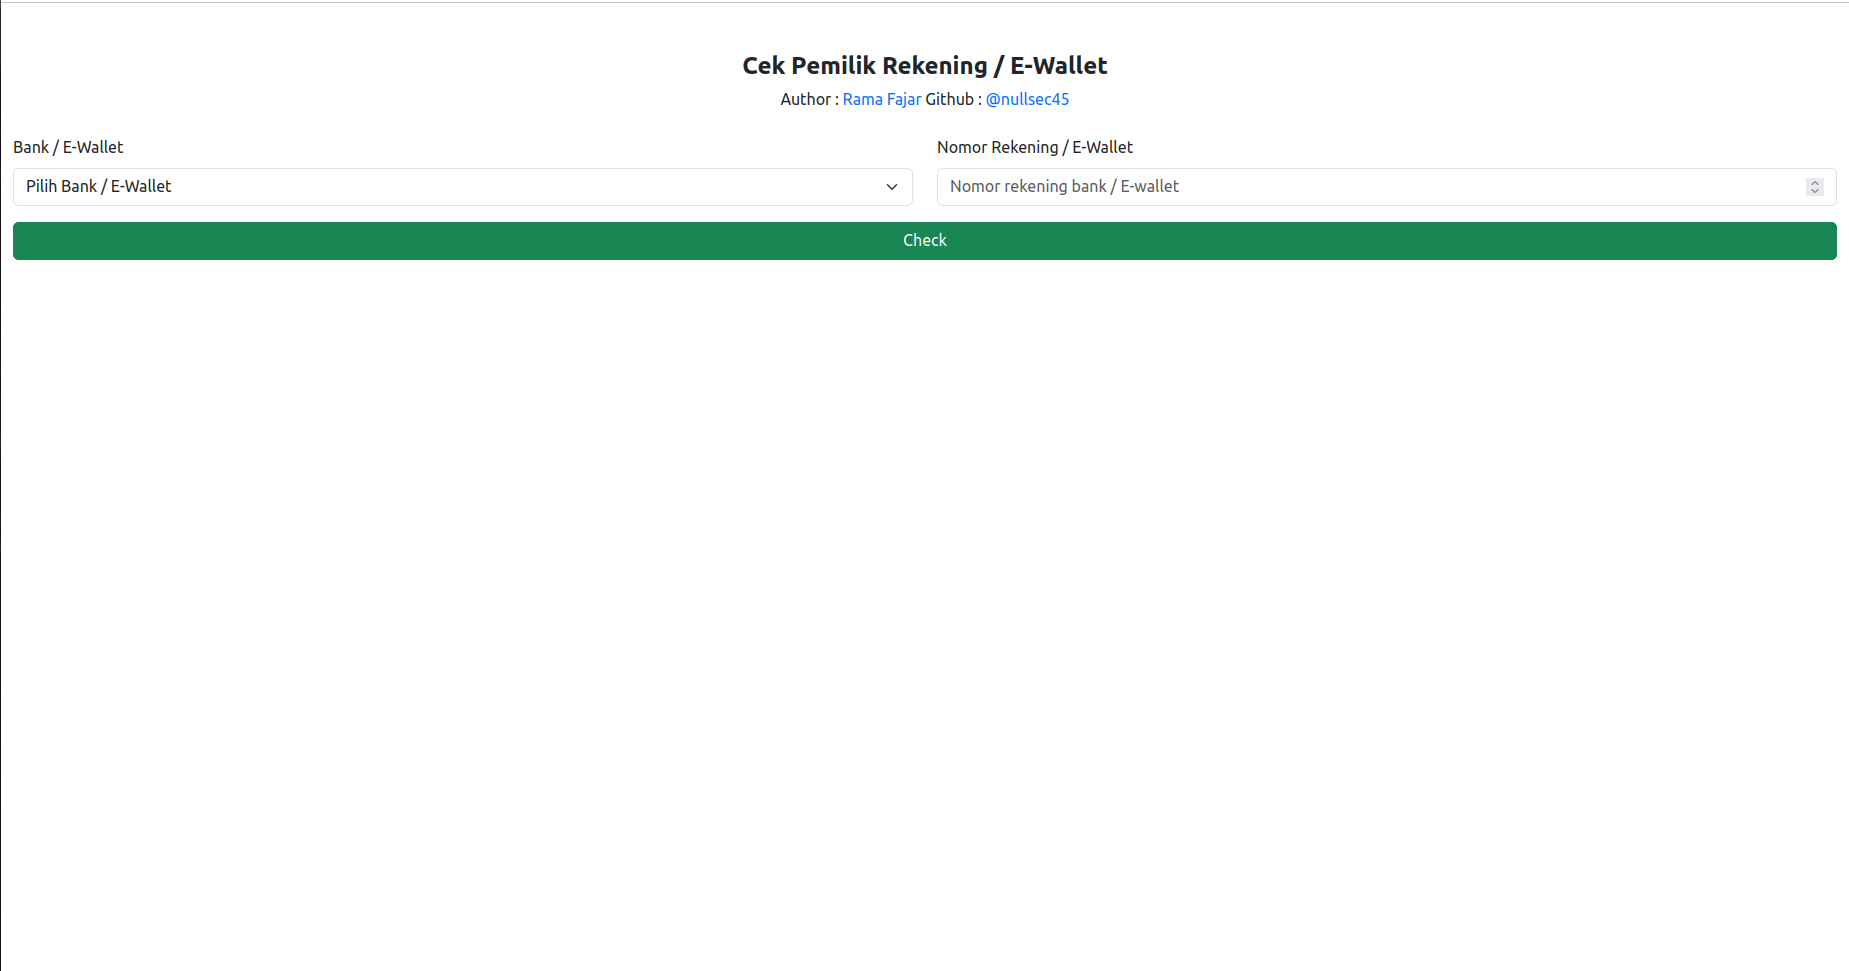 Cek Pemilik Rekening / E-Wallet
Author : Rama Fajar Github : @nullsec45
Bank / E-Wallet
Pilih Bank / E-Wallet
Nomor Rekening / E-Wallet
Nomor rekening bank / E-wallet
Check